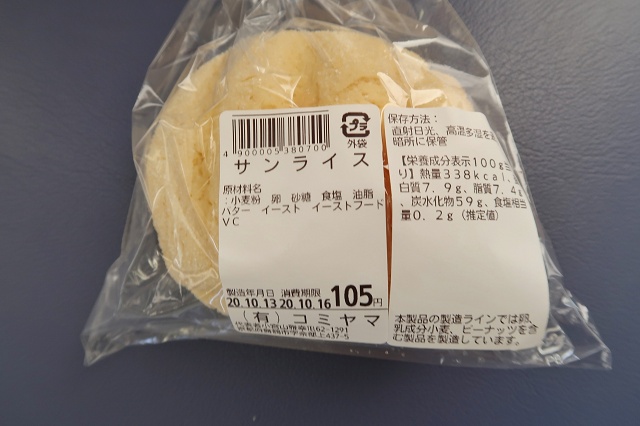 4 900005 380700
プラ
外袋
サンライス
原材料名
:小麦粉 卵 砂糖 食塩 油脂
バター イースト イーストフード
VC
製造年月日 消費期限
20.10.13 20.10.16 105円
(有)コミヤマ
437-5
保存方法:
直射日光、高温多湿を
暗所に保管
【栄養成分表示100g
り】熱量338kcal、
白質7.9g、脂質7.4g
、炭水化物59g、食塩相当
量0.2g(推定値)
本製品の製造ラインでは卵、
乳成分小麦、ピーナッツを含
む製品を製造しています。